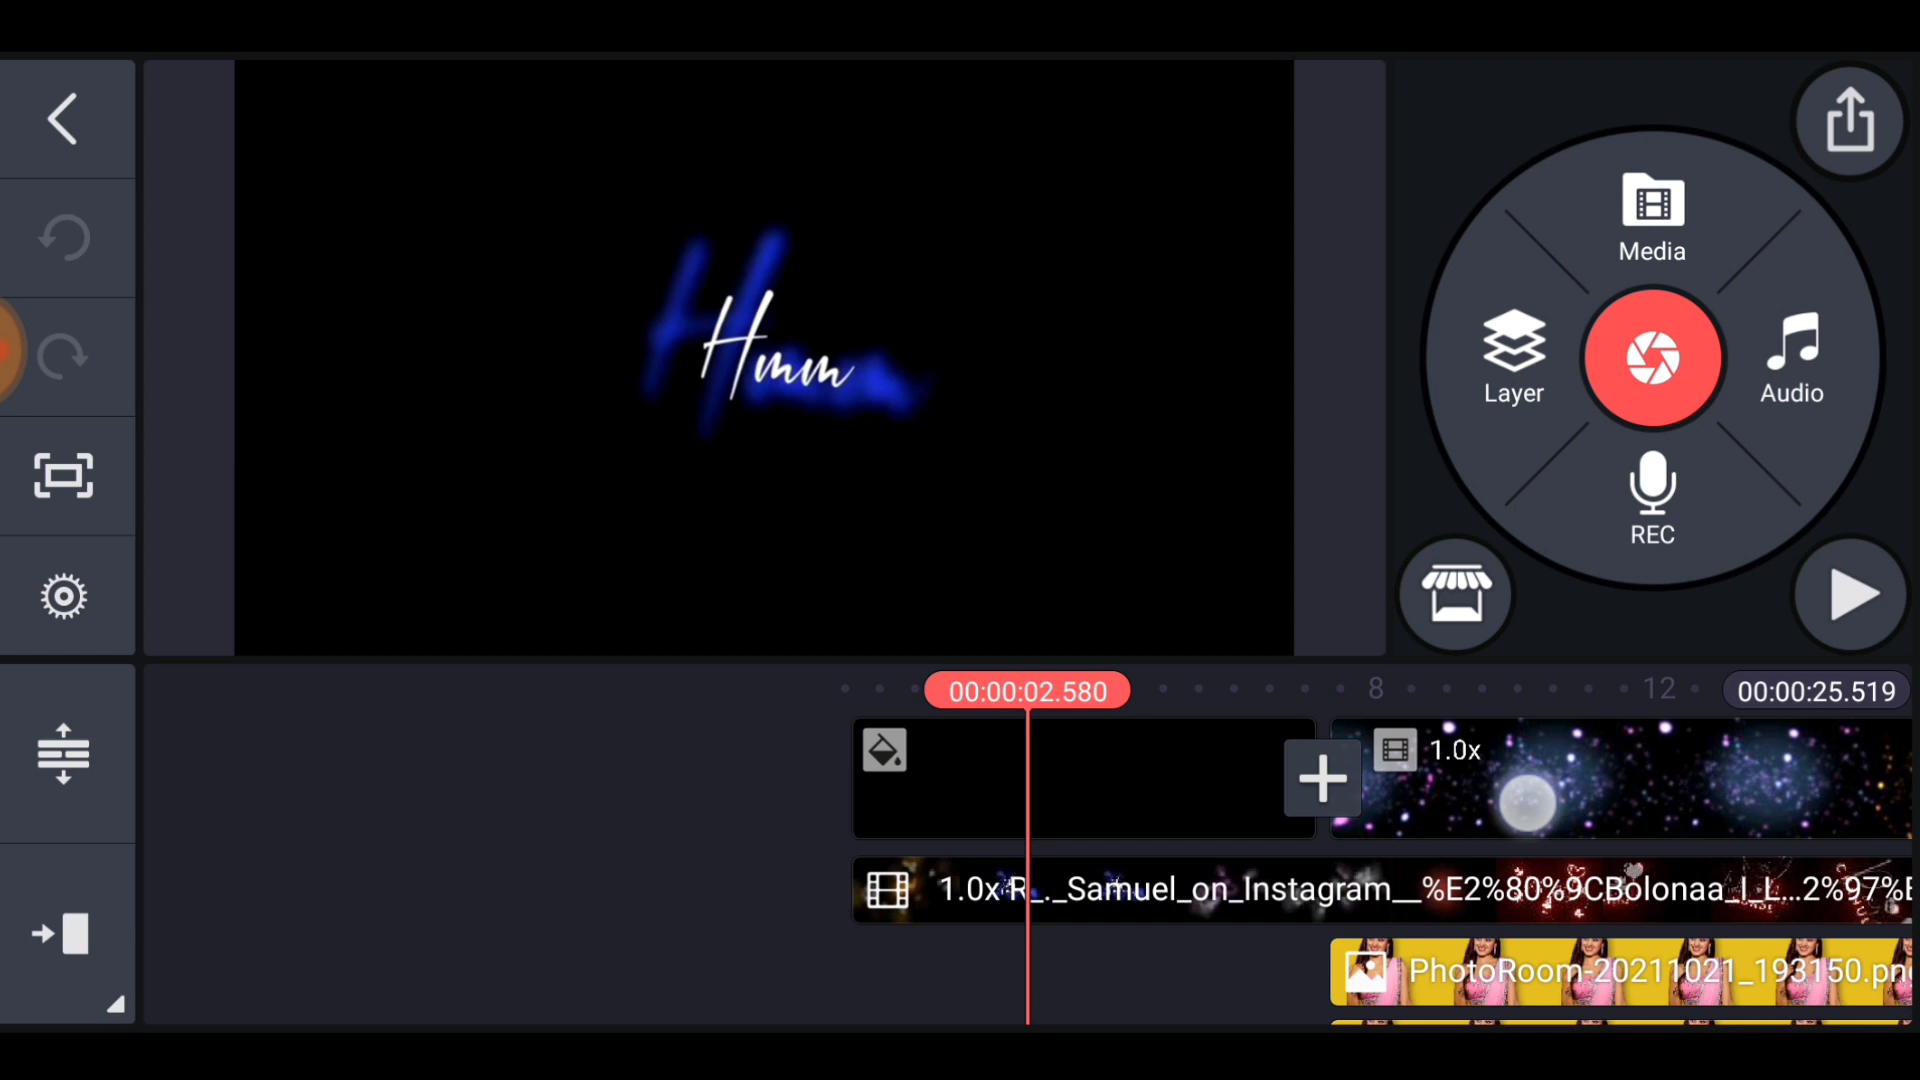 Media
Hmm
Layer
Audio
REC
00:00:02.580
8
12
00:00:25.519
1.0x
1.0x R_._Samuel_on_Instagram__%E2%80%9CBolonaa_I_L...2%97%E
PhotoRoom-20211021_193150.png